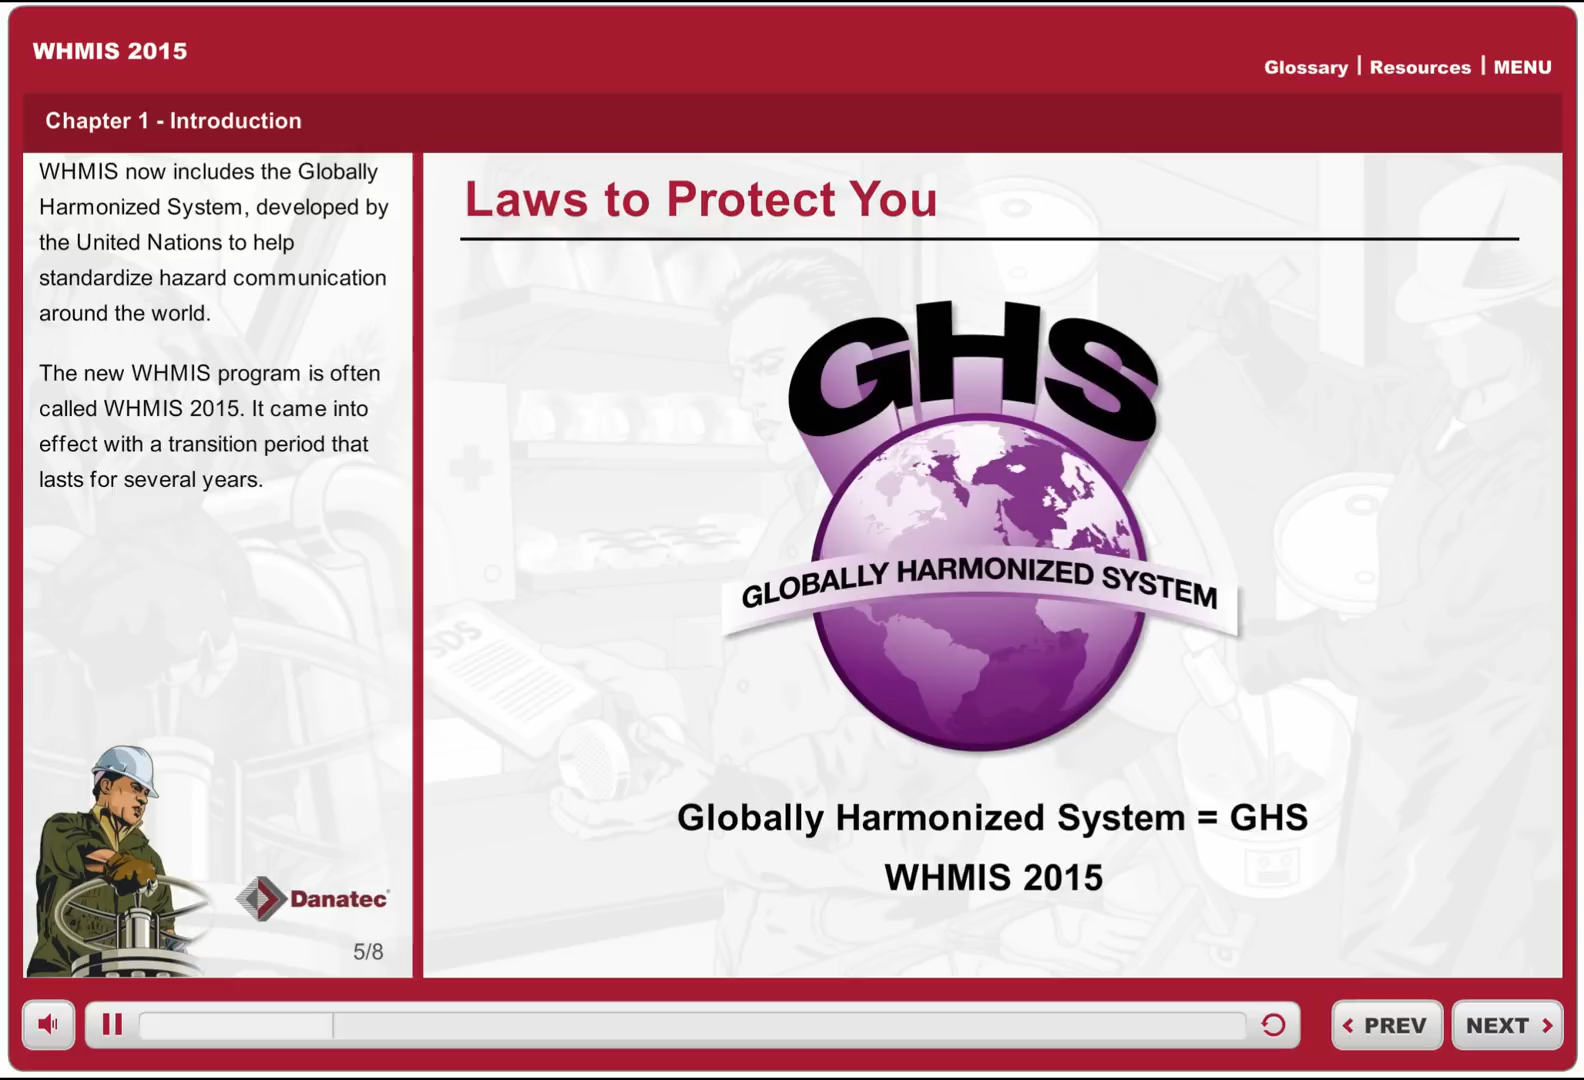 WHMIS 2015
Glossary | Resources | MENU
Chapter 1 - Introduction
WHMIS now includes the Globally
Harmonized System, developed by
the United Nations to help
standardize hazard communication
around the world.
The new WHMIS program is often
called WHMIS 2015. It came into
effect with a transition period that
lasts for several years.
Danatec
5/8
Laws to Protect You
GHS
GLOBALLY HARMONIZED SYSTEM
SDS
Globally Harmonized System = GHS
WHMIS 2015
PREV
NEXT